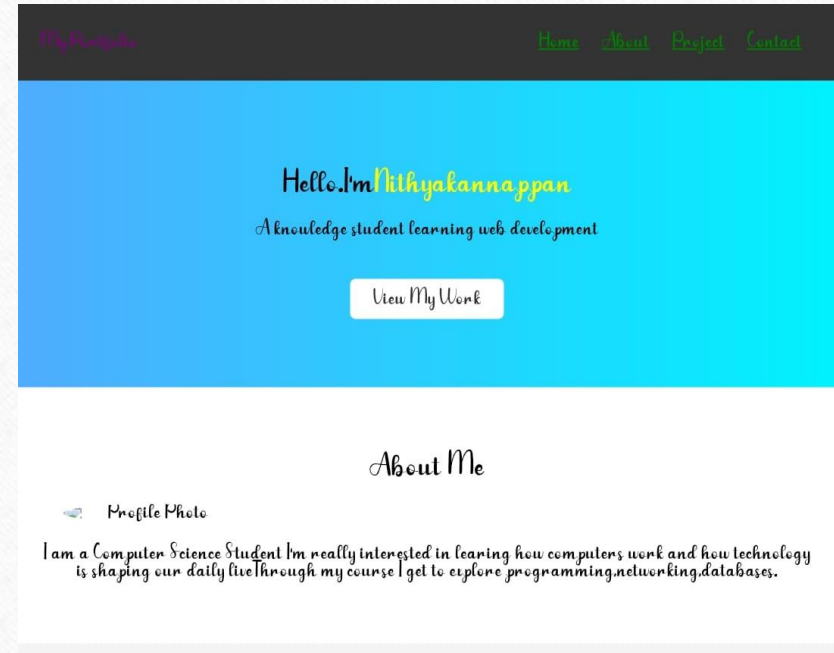 My Portfolio
Home About Project Contact
Hello.I'mNithyakannappan
A knowledge student learning web development
View My Work
About Me
Profile Photo
I am a Computer Science Student I'm really interested in learing how computers work and how technology
is shaping our daily liveThrough my course I get to explore programming,networking,databases.